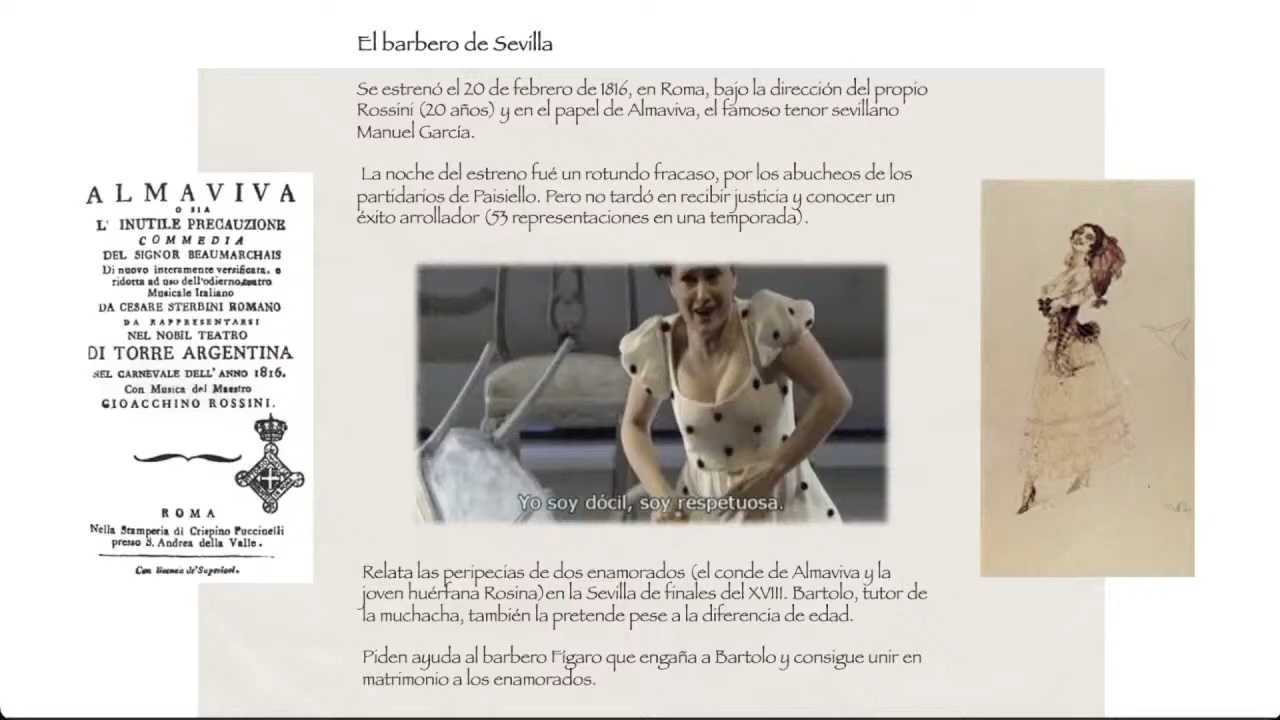 El barbero de Sevilla
Se estrenó el 20 de febrero de 1816, en Roma, bajo la dirección del propio
Rossini (20 años) y en el papel de Almaviva, el famoso tenor sevillano
Manuel García.
La noche del estreno fué un rotundo fracaso, por los abucheos de los
partidarios de Paisiello. Pero no tardó en recibir justicia y conocer un
éxito arrollador (53 representaciones en una temporada).
ALMAVIVA
O SIA
L' INUTILE PRECAUZIONE
COMMEDIA
DEL SIGNOR BEAUMARCHAIS
Di nuovo interamente versificata, e
ridotta ad uso dell'odierno teatro
Musicale Italiano
DA CESARE STERBINI ROMANO
DA RAPPRESENTARSI
NEL NOBIL TEATRO
DI TORRE ARGENTINA
NEL CARNEVALE DELL' ANNO 1816.
Con Musica del Maestro
GIOACCHINO ROSSINI.
ROMA
Nella Stamperia di Crispino Puccinelli
presso S. Andrea della Valle.
Con licenza de' Superiori.
Yo soy dócil, soy respetuosa.
Relata las peripecias de dos enamorados (el conde de Almaviva y la
joven huérfana Rosina)en la Sevilla de finales del XVIII. Bartolo, tutor de
la muchacha, también la pretende pese a la diferencia de edad.
Piden ayuda al barbero Fígaro que engaña a Bartolo y consigue unir en
matrimonio a los enamorados.